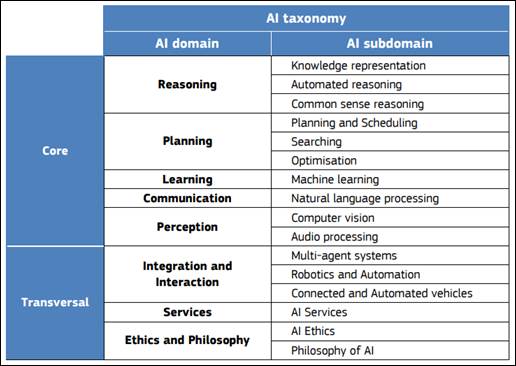 AI taxonomy
AI domain AI subdomain
Core
Reasoning
Knowledge representation
Automated reasoning
Common sense reasoning
Planning
Planning and Scheduling
Searching
Optimisation
Learning
Machine learning
Communication
Natural language processing
Perception
Computer vision
Audio processing
Transversal
Integration and
Interaction
Multi-agent systems
Robotics and Automation
Connected and Automated vehicles
Services
AI Services
Ethics and Philosophy
AI Ethics
Philosophy of AI